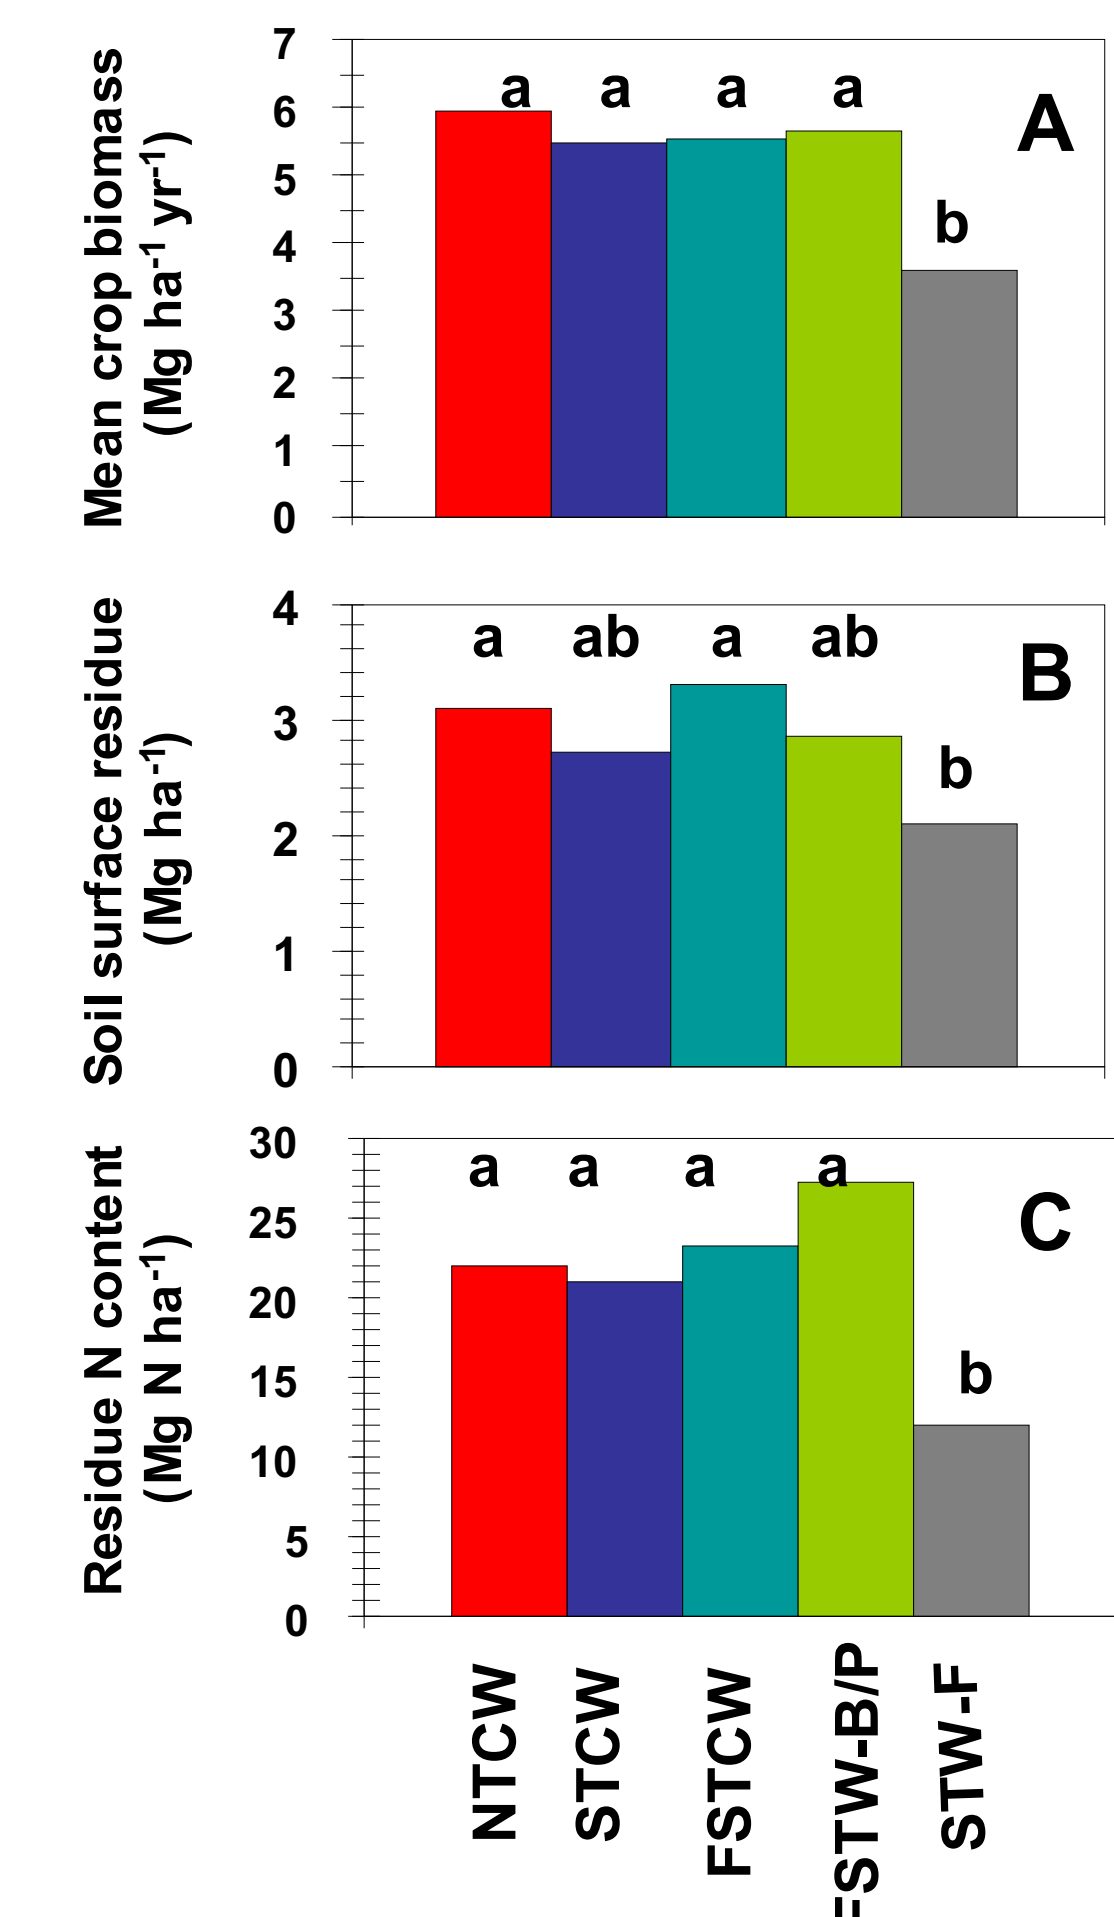 Mean crop biomass
(Mg ha-1 yr-1)
7
6
5
4
3
2
1
0
a a a a
b
A
Soil surface residue
(Mg ha-1)
4
3
2
1
0
a ab a ab
b
B
Residue N content
(Mg N ha-1)
30
25
20
15
10
5
0
a a a a
b
C
NTCW
STCW
FSTCW
FSTW-B/P
STW-F